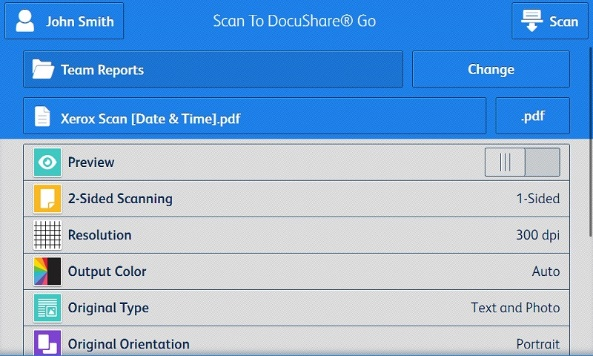 John Smith Scan To DocuShare® Go Scan
Team Reports Change
Xerox Scan [Date & Time].pdf .pdf
Preview
2-Sided Scanning 1-Sided
Resolution 300 dpi
Output Color Auto
Original Type Text and Photo
Original Orientation Portrait